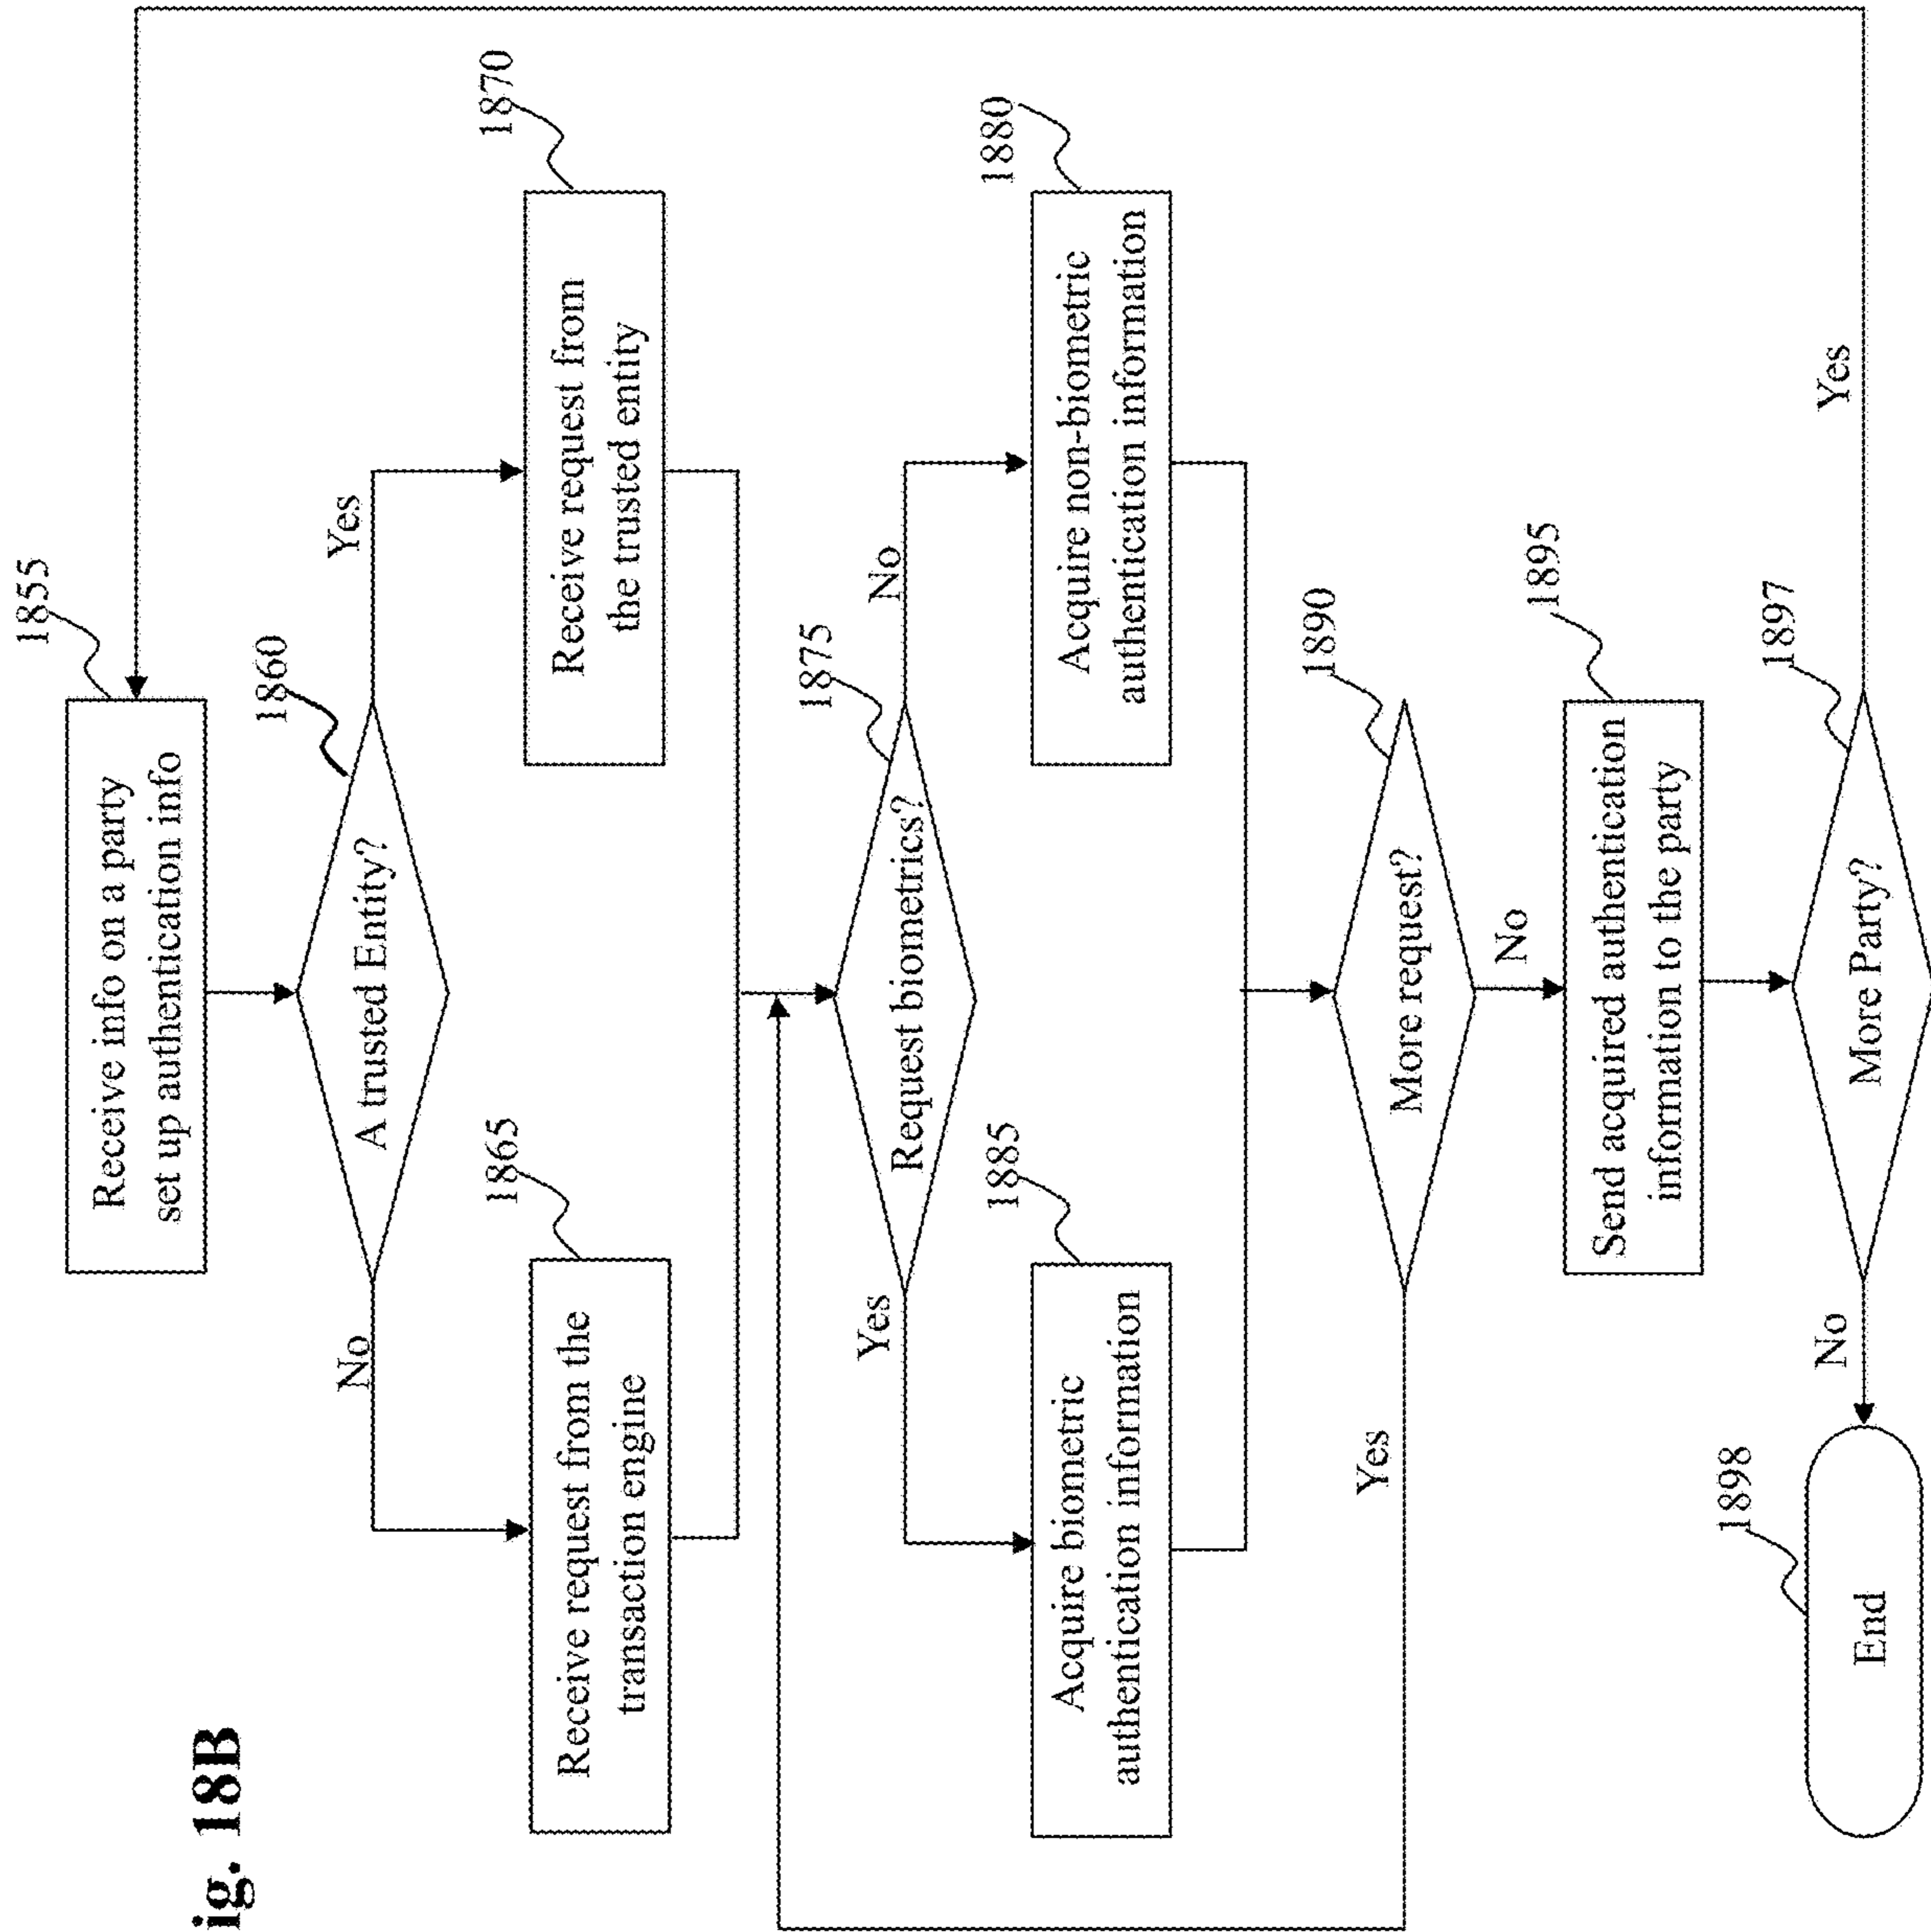 ig. 18B
1855
Receive info on a party
set up authentication info
1860
A trusted Entity?
No
Yes
1865
Receive request from the
transaction engine
1870
Receive request from
the trusted entity
1875
Request biometrics?
Yes
No
1885
Acquire biometric
authentication information
1880
Acquire non-biometric
authentication information
1890
More request?
Yes
No
1895
Send acquired authentication
information to the party
1897
More Party?
No
Yes
1898
End